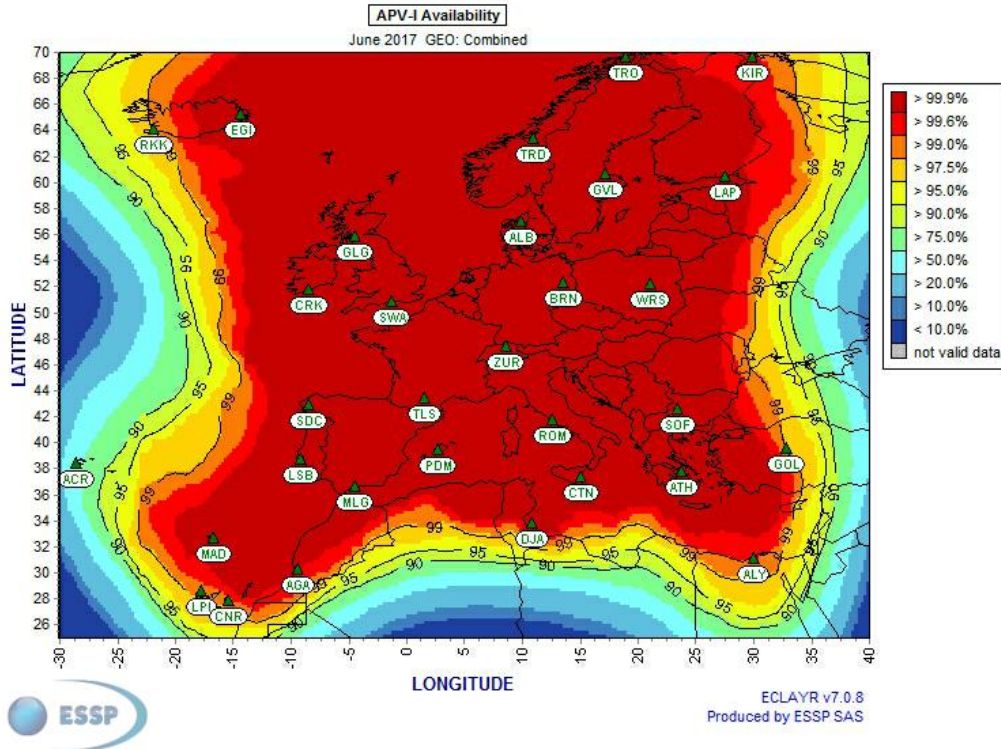 APV-I Availability
June 2017  GEO: Combined
70
68
66
64
62
60
58
56
54
52
50
48
46
44
42
40
38
36
34
32
30
28
26
LATITUDE
TRO
KIR
EGI
RKK
TRD
GVL
LAP
ALB
GLG
BRN
WRS
CRK
SWA
ZUR
SDC
TLS
ROM
SOF
GOL
ACR
LSB
PDM
MLG
CTN
ATH
MAD
DJA
AGA
ALY
LPI
CNR
99
95
90
-30
-25
-20
-15
-10
-5
0
5
10
15
20
25
30
35
40
LONGITUDE
> 99.9%
> 99.6%
> 99.0%
> 97.5%
> 95.0%
> 90.0%
> 75.0%
> 50.0%
> 20.0%
> 10.0%
< 10.0%
not valid data
ESSP
ECLAYR v7.0.8
Produced by ESSP SAS